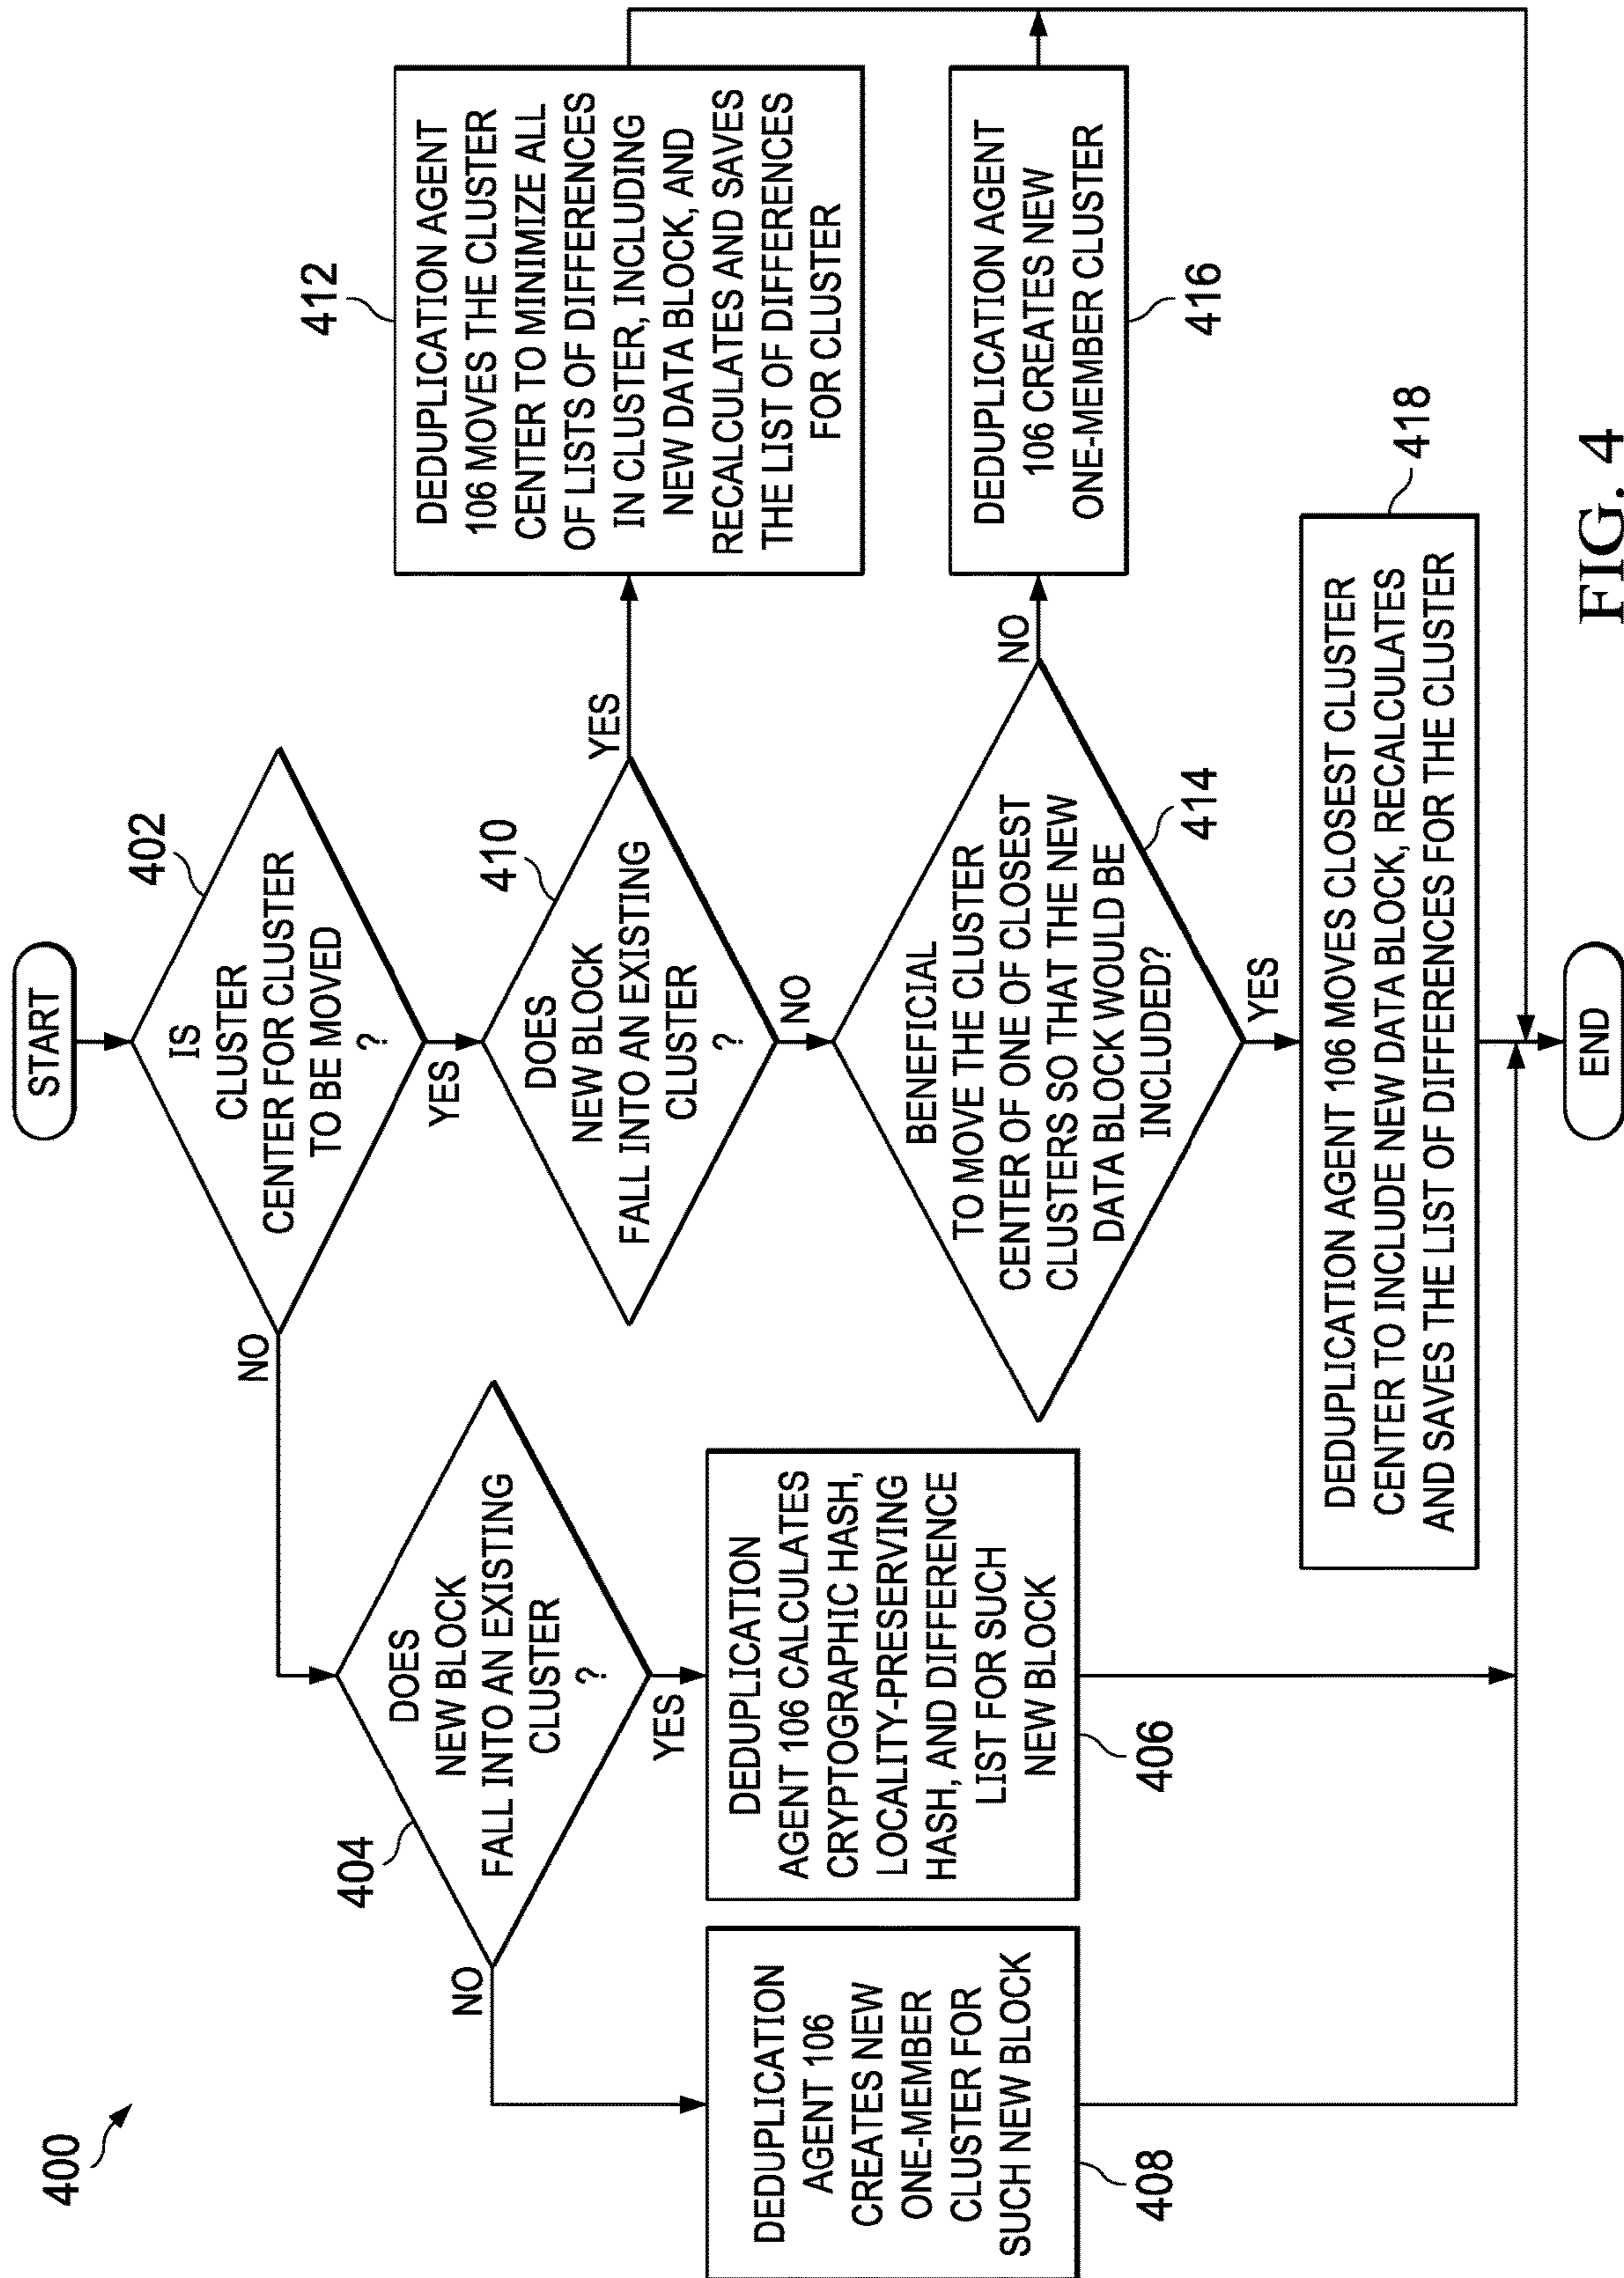 400
START
402
IS
CLUSTER
CENTER FOR CLUSTER
TO BE MOVED
?
NO
YES
404
DOES
NEW BLOCK
FALL INTO AN EXISTING
CLUSTER
?
NO
YES
410
DOES
NEW BLOCK
FALL INTO AN EXISTING
CLUSTER
?
YES
NO
412
DEDUPLICATION AGENT
106 MOVES THE CLUSTER
CENTER TO MINIMIZE ALL
OF LISTS OF DIFFERENCES
IN CLUSTER, INCLUDING
NEW DATA BLOCK, AND
RECALCULATES AND SAVES
THE LIST OF DIFFERENCES
FOR CLUSTER
DEDUPLICATION
AGENT 106
CREATES NEW
ONE-MEMBER
CLUSTER FOR
SUCH NEW BLOCK
408
DEDUPLICATION
AGENT 106 CALCULATES
CRYPTOGRAPHIC HASH,
LOCALITY-PRESERVING
HASH, AND DIFFERENCE
LIST FOR SUCH
NEW BLOCK
406
BENEFICIAL
TO MOVE THE CLUSTER
CENTER OF ONE OF CLOSEST
CLUSTERS SO THAT THE NEW
DATA BLOCK WOULD BE
INCLUDED?
414
NO
YES
DEDUPLICATION AGENT
106 CREATES NEW
ONE-MEMBER CLUSTER
416
DEDUPLICATION AGENT 106 MOVES CLOSEST CLUSTER
CENTER TO INCLUDE NEW DATA BLOCK, RECALCULATES
AND SAVES THE LIST OF DIFFERENCES FOR THE CLUSTER
418
END
FIG. 4